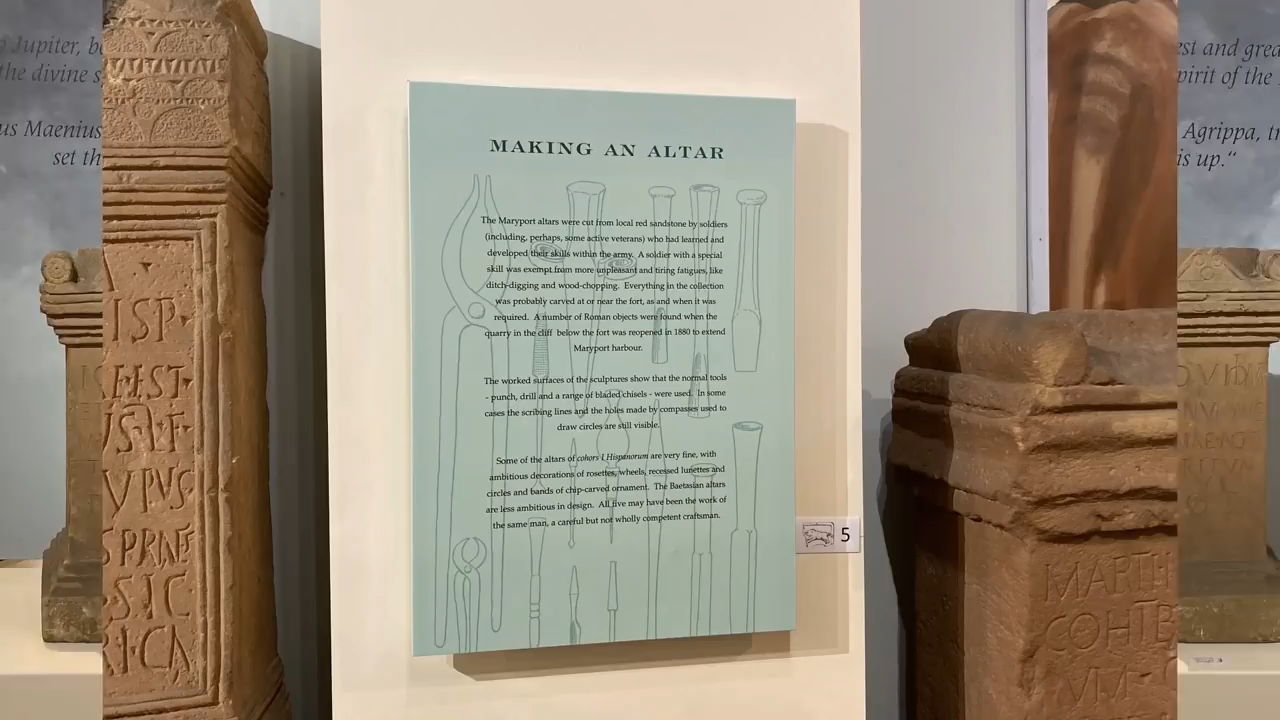 Jupiter, be
the divine s
us Maenius
set th
ISP
VPVS
SIC
MAKING AN ALTAR
The Maryport altars were cut from local red sandstone by soldiers
(including, perhaps, some active veterans) who had learned and
developed their skills within the army. A soldier with a special
skill was exempt from more unpleasant and tiring fatigues, like
ditch-digging and wood-chopping. Everything in the collection
was probably carved at or near the fort, as and when it was
required. A number of Roman objects were found when the
quarry in the cliff below the fort was reopened in 1880 to extend
Maryport harbour.
The worked surfaces of the sculptures show that the normal tools
- punch, drill and a range of bladed chisels - were used. In some
cases the scribing lines and the holes made by compasses used to
draw circles are still visible.
Some of the altars of cohors I Hispanorum are very fine, with
ambitious decorations of rosettes, wheels, recessed lunettes and
circles and bands of chip-carved ornament. The Baetasian altars
are less ambitious in design. All five may have been the work of
the same man, a careful but not wholly competent craftsman.
5
est and grea
pirit of the
Agrippa, tr
is up.“
MARTI
COH